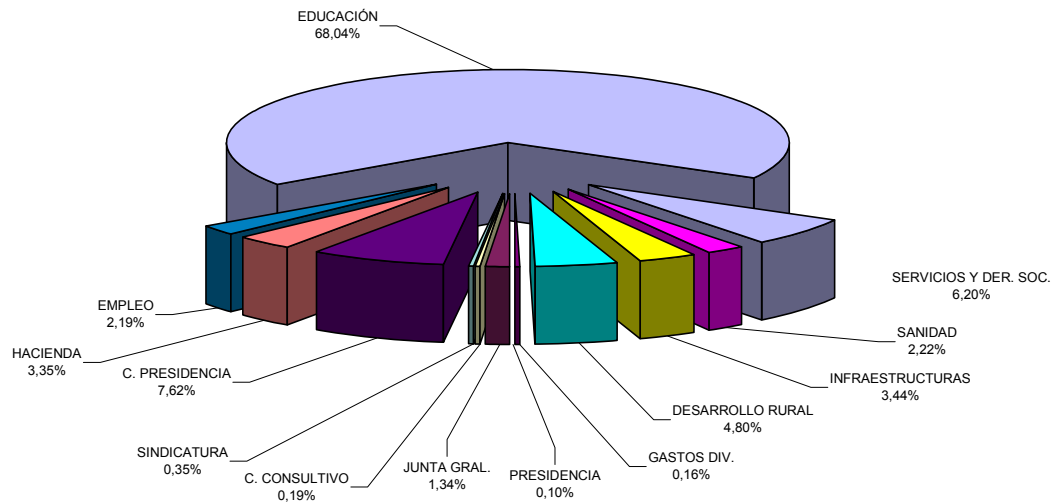 EDUCACIÓN
68,04%
SERVICIOS Y DER. SOC.
6,20%
SANIDAD
2,22%
INFRAESTRUCTURAS
3,44%
DESARROLLO RURAL
4,80%
GASTOS DIV.
0,16%
PRESIDENCIA
0,10%
JUNTA GRAL.
1,34%
C. CONSULTIVO
0,19%
SINDICATURA
0,35%
C. PRESIDENCIA
7,62%
HACIENDA
3,35%
EMPLEO
2,19%